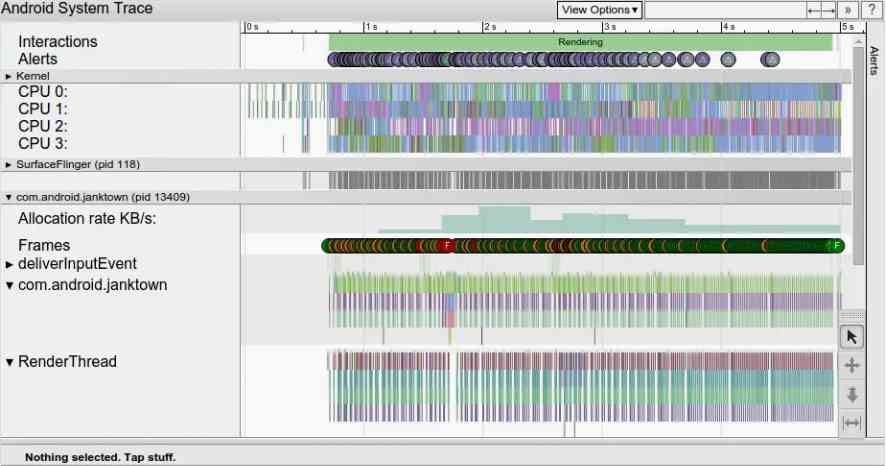 Android System Trace
View Options▾
←
→
»
?
0 s
1 s
2 s
3 s
4 s
5 s
Interactions
Rendering
Alerts
Alerts
▸ Kernel
CPU 0:
CPU 1:
CPU 2:
CPU 3:
▸ SurfaceFlinger (pid 118)
▾ com.android.janktown (pid 13409)
Allocation rate KB/s:
Frames
F
F
▸ deliverInputEvent
▾ com.android.janktown
▾ RenderThread
Nothing selected. Tap stuff.